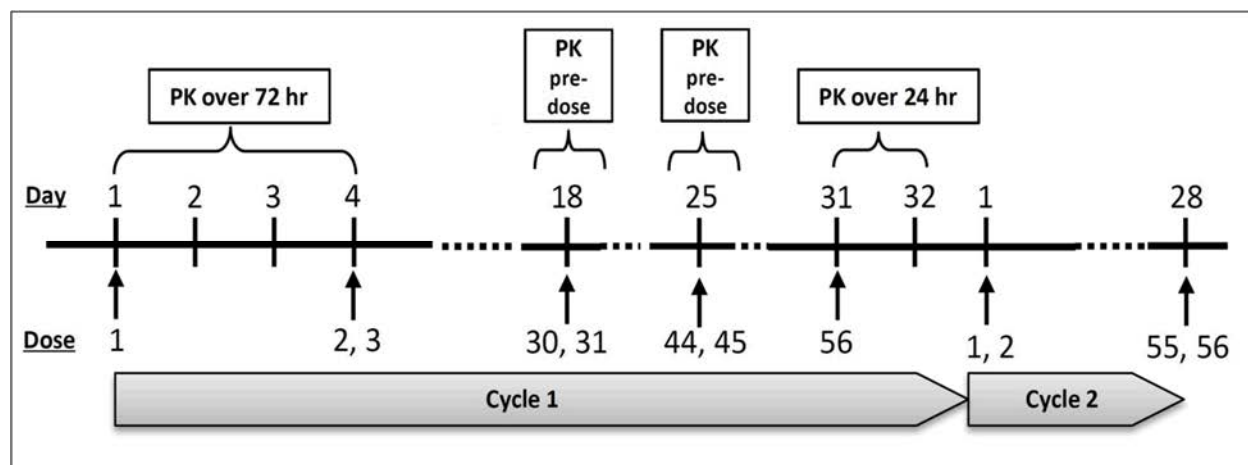 PK over 72 hr
PK
pre-
dose
PK
pre-
dose
PK over 24 hr
Day 1 2 3 4 18 25 31 32 1 28
Dose 1 2, 3 30, 31 44, 45 56 1, 2 55, 56
Cycle 1 Cycle 2